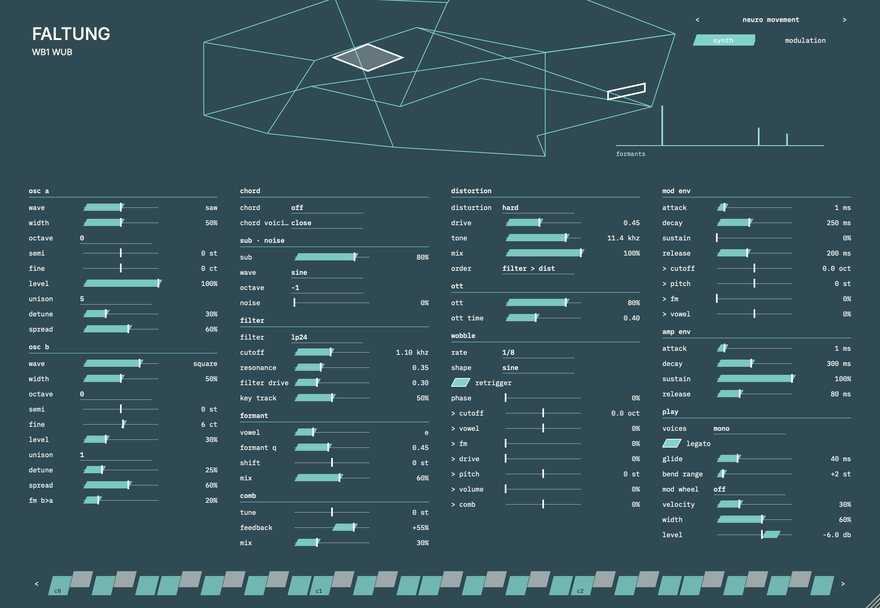 FALTUNG
WB1 WUB
< neuro movement >
synth modulation
formants
osc a
wave saw
width 50%
octave 0
semi 0 st
fine 0 ct
level 100%
unison 5
detune 30%
spread 60%
osc b
wave square
width 50%
octave 0
semi 0 st
fine 6 ct
level 30%
unison 1
detune 25%
spread 60%
fm b>a 20%
chord
chord off
chord voici… close
sub · noise
sub 80%
wave sine
octave -1
noise 0%
filter
filter lp24
cutoff 1.10 khz
resonance 0.35
filter drive 0.30
key track 50%
formant
vowel e
formant q 0.45
shift 0 st
mix 60%
comb
tune 0 st
feedback +55%
mix 30%
distortion
distortion hard
drive 0.45
tone 11.4 khz
mix 100%
order filter > dist
ott
ott 80%
ott time 0.40
wobble
rate 1/8
shape sine
retrigger
phase 0%
> cutoff 0.0 oct
> vowel 0%
> fm 0%
> drive 0%
> pitch 0 st
> volume 0%
> comb 0%
mod env
attack 1 ms
decay 250 ms
sustain 0%
release 200 ms
> cutoff 0.0 oct
> pitch 0 st
> fm 0%
> vowel 0%
amp env
attack 1 ms
decay 300 ms
sustain 100%
release 80 ms
play
voices mono
legato
glide 40 ms
bend range +2 st
mod wheel off
velocity 30%
width 60%
level -6.0 db
< c0 c1 c2 >